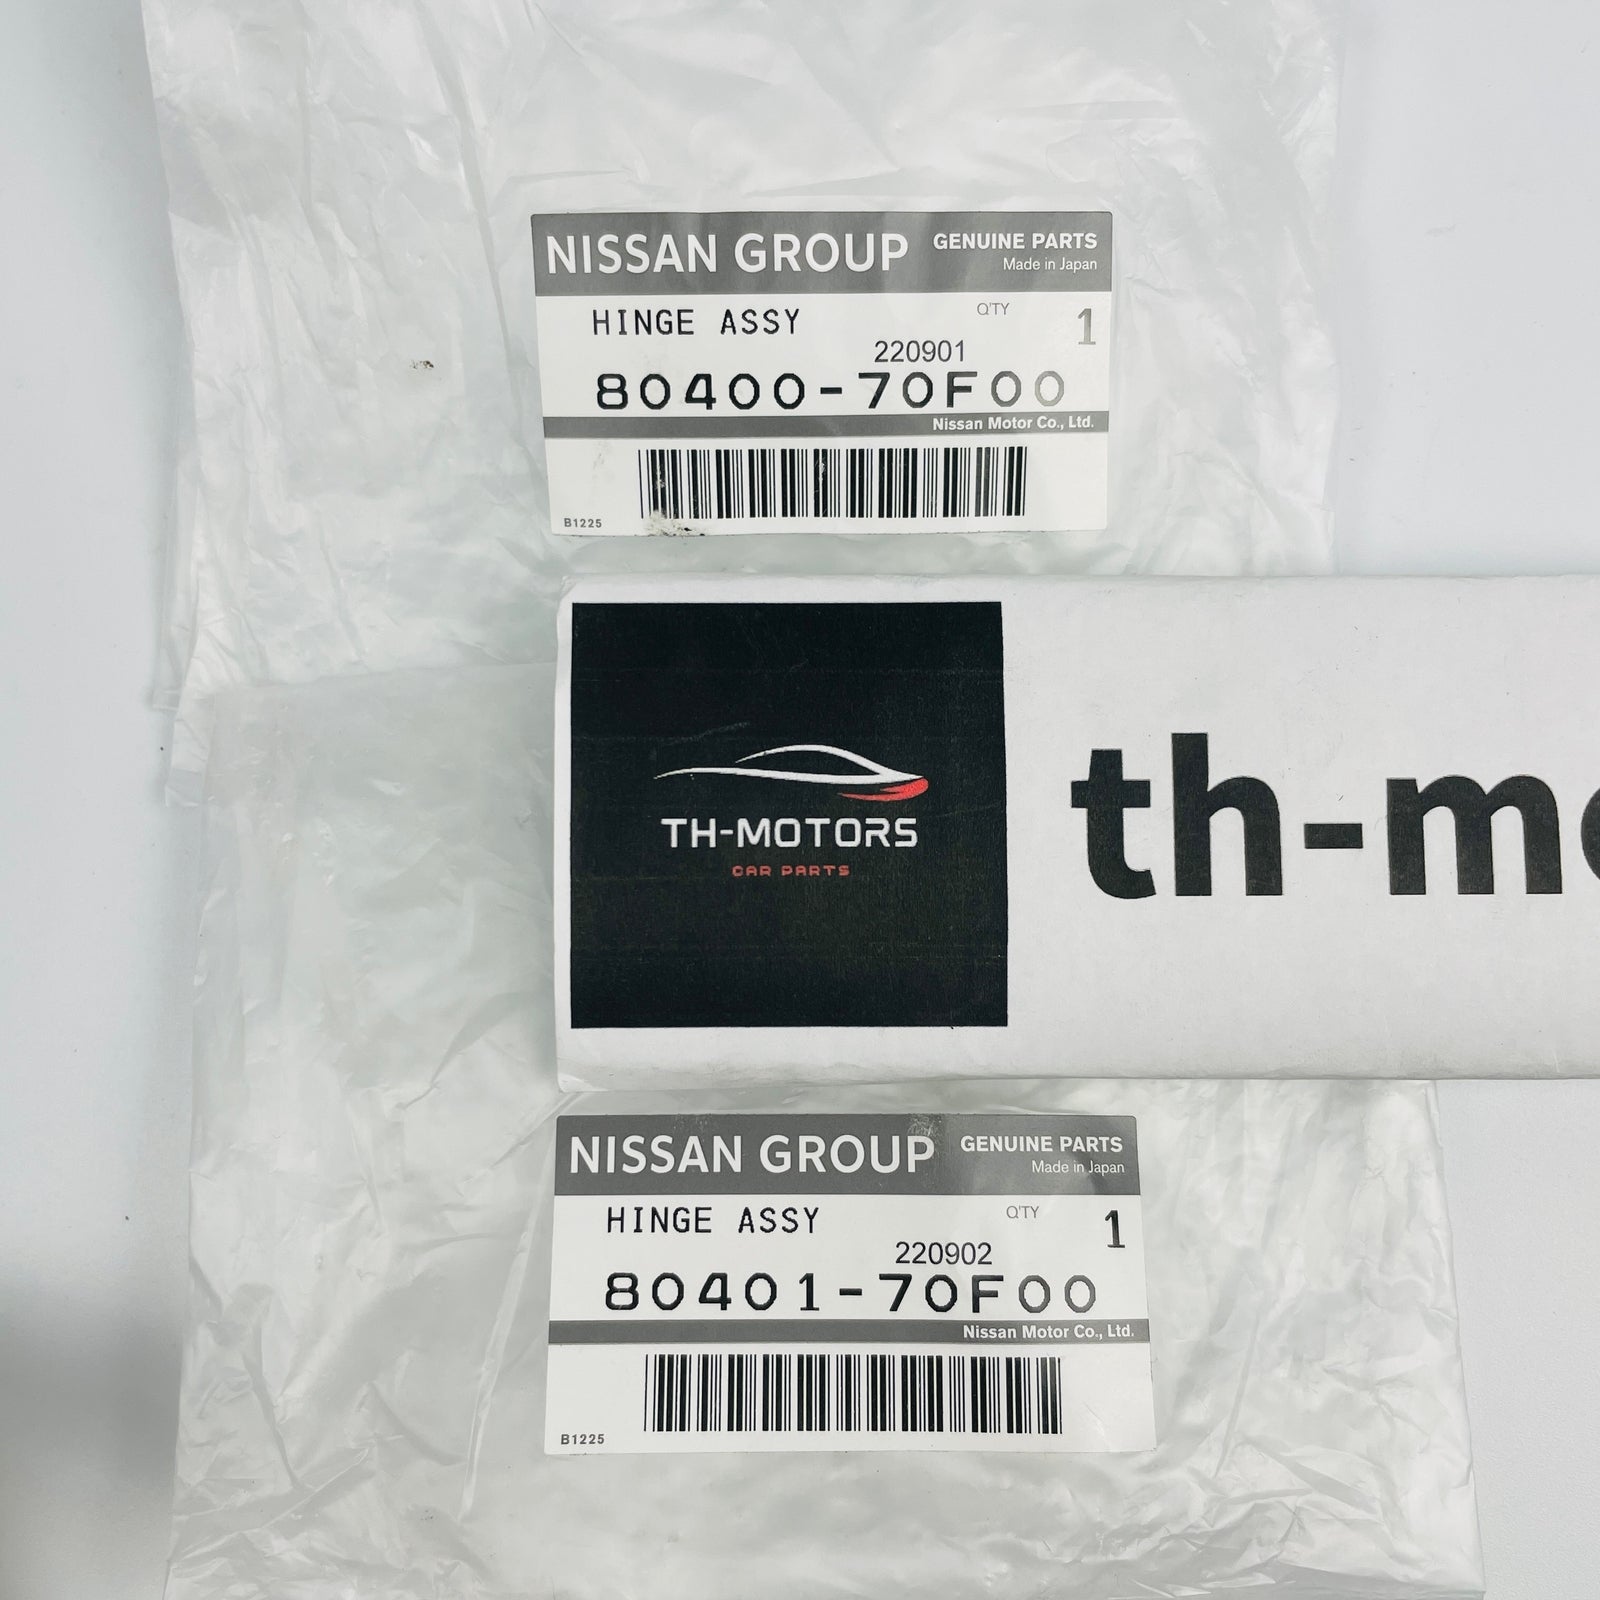 NISSAN GROUP GENUINE PARTS
Made in Japan
HINGE ASSY Q'TY 1
220901
80400-70F00
Nissan Motor Co., Ltd.
B1225
TH-MOTORS
CAR PARTS
th-m
NISSAN GROUP GENUINE PARTS
Made in Japan
HINGE ASSY Q'TY 1
220902
80401-70F00
Nissan Motor Co., Ltd.
B1225